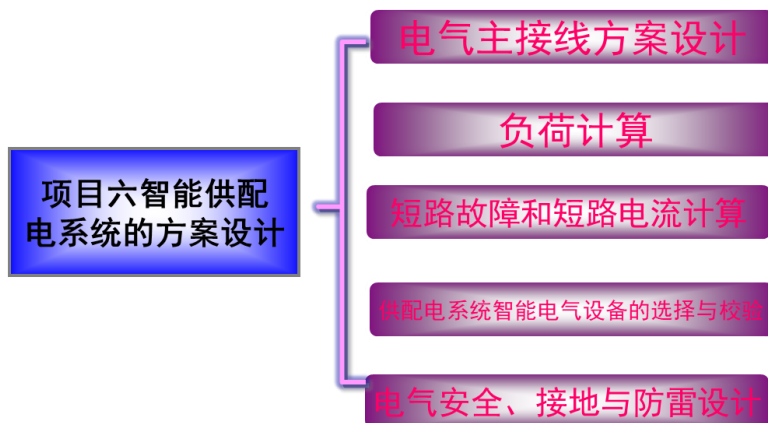 项目六智能供配
电系统的方案设计
电气主接线方案设计
负荷计算
短路故障和短路电流计算
供配电系统智能电气设备的选择与校验
电气安全、接地与防雷设计